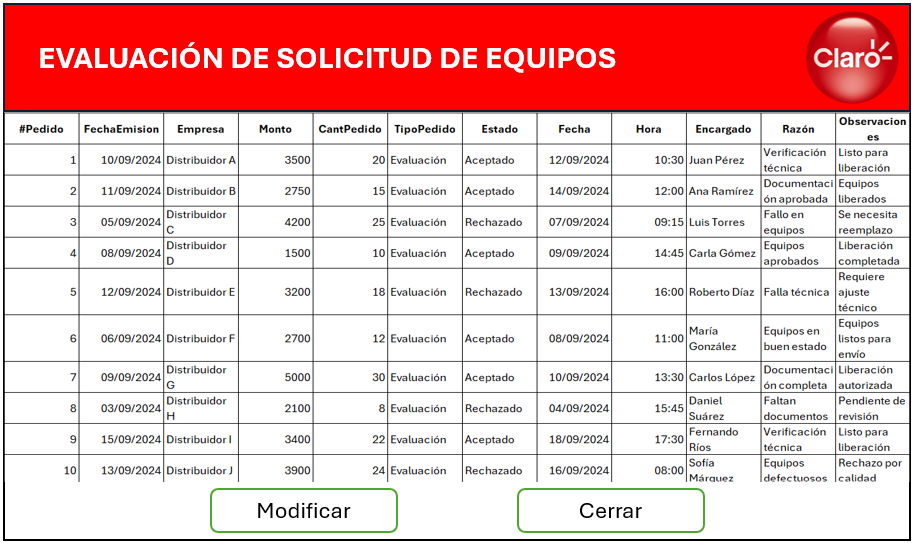 EVALUACIÓN DE SOLICITUD DE EQUIPOS
Claro
#Pedido FechaEmision Empresa Monto CantPedido TipoPedido Estado Fecha Hora Encargado Razón Observaciones
1 10/09/2024 Distribuidor A 3500 20 Evaluación Aceptado 12/09/2024 10:30 Juan Pérez Verificación técnica Listo para liberación
2 11/09/2024 Distribuidor B 2750 15 Evaluación Aceptado 14/09/2024 12:00 Ana Ramírez Documentación aprobada Equipos liberados
3 05/09/2024 Distribuidor C 4200 25 Evaluación Rechazado 07/09/2024 09:15 Luis Torres Fallo en equipos Se necesita reemplazo
4 08/09/2024 Distribuidor D 1500 10 Evaluación Aceptado 09/09/2024 14:45 Carla Gómez Equipos aprobados Liberación completada
5 12/09/2024 Distribuidor E 3200 18 Evaluación Rechazado 13/09/2024 16:00 Roberto Díaz Falla técnica Requiere ajuste técnico
6 06/09/2024 Distribuidor F 2700 12 Evaluación Aceptado 08/09/2024 11:00 María González Equipos en buen estado Equipos listos para envío
7 09/09/2024 Distribuidor G 5000 30 Evaluación Aceptado 10/09/2024 13:30 Carlos López Documentación completa Liberación autorizada
8 03/09/2024 Distribuidor H 2100 8 Evaluación Rechazado 04/09/2024 15:45 Daniel Suárez Faltan documentos Pendiente de revisión
9 15/09/2024 Distribuidor I 3400 22 Evaluación Aceptado 18/09/2024 17:30 Fernando Ríos Verificación técnica Listo para liberación
10 13/09/2024 Distribuidor J 3900 24 Evaluación Rechazado 16/09/2024 08:00 Sofía Márquez Equipos defectuosos Rechazo por calidad
Modificar Cerrar